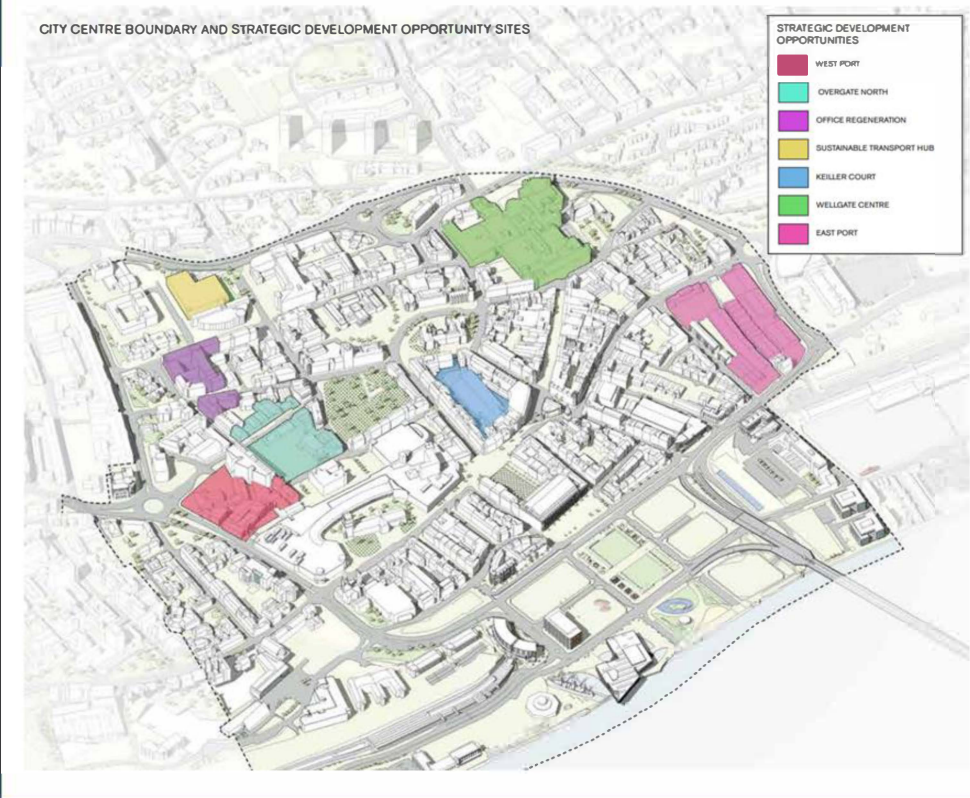 CITY CENTRE BOUNDARY AND STRATEGIC DEVELOPMENT OPPORTUNITY SITES
STRATEGIC DEVELOPMENT
OPPORTUNITIES
WEST PORT
OVERGATE NORTH
OFFICE REGENERATION
SUSTAINABLE TRANSPORT HUB
KEILLER COURT
WELLGATE CENTRE
EAST PORT